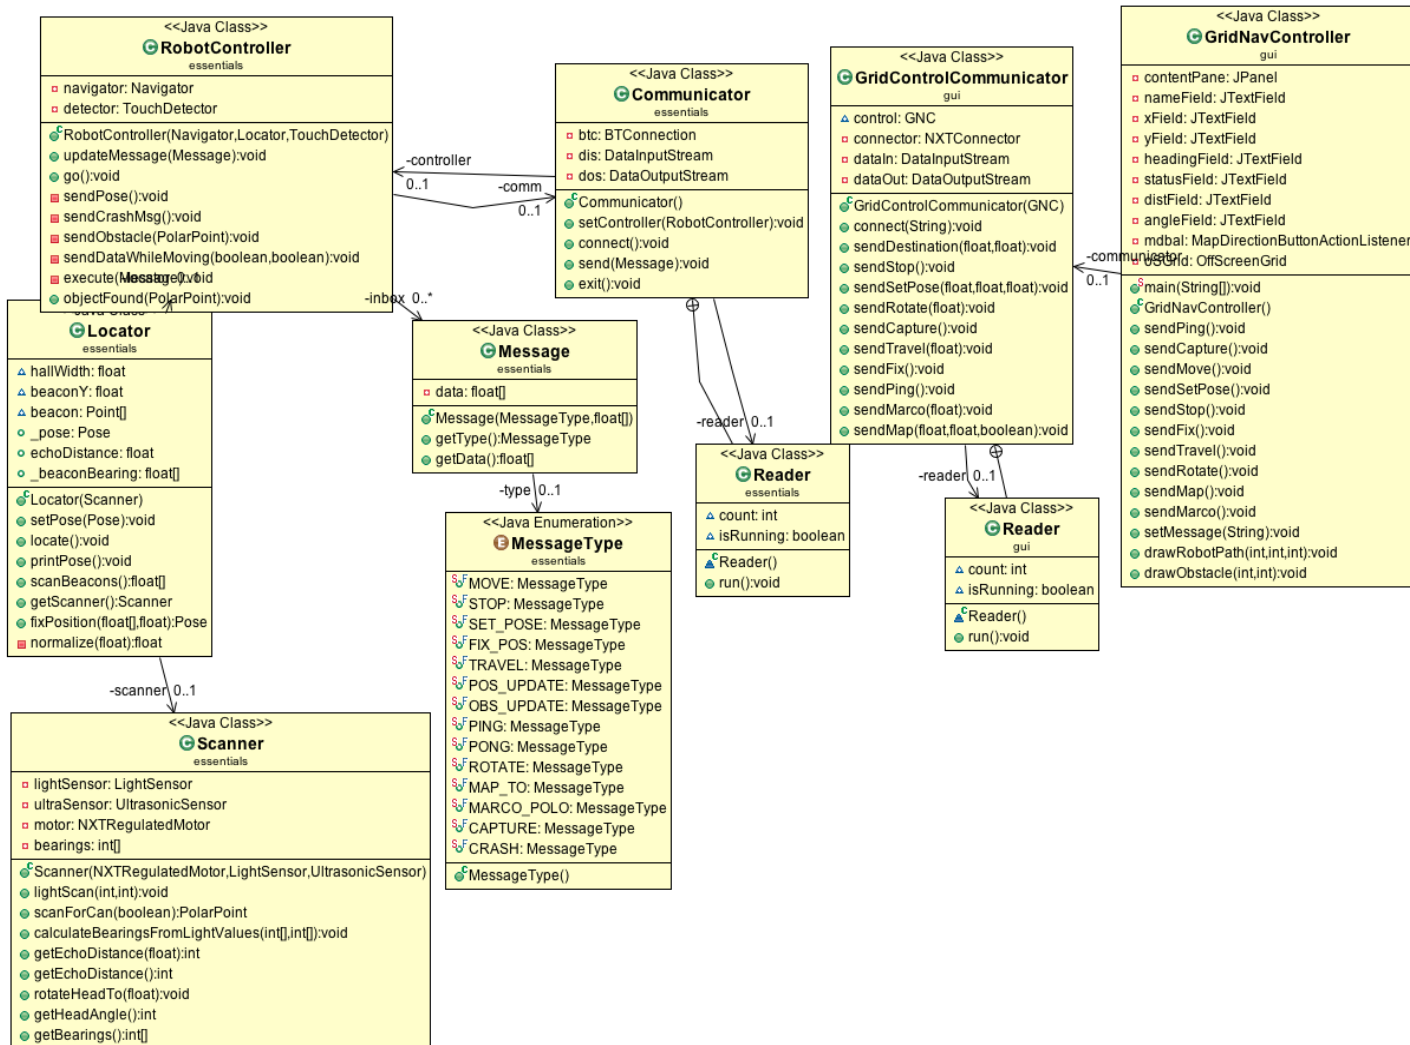 <<Java Class>>
RobotController
essentials
navigator: Navigator
detector: TouchDetector
RobotController(Navigator,Locator,TouchDetector)
updateMessage(Message):void
go():void
sendPose():void
sendCrashMsg():void
sendObstacle(PolarPoint):void
sendDataWhileMoving(boolean,boolean):void
execute(Message):void
objectFound(PolarPoint):void
-controller
0..1
-comm
0..1
-inbox 0..*
<<Java Class>>
Communicator
essentials
btc: BTConnection
dis: DataInputStream
dos: DataOutputStream
Communicator()
setController(RobotController):void
connect():void
send(Message):void
exit():void
-reader 0..1
<<Java Class>>
GridControlCommunicator
gui
control: GNC
connector: NXTConnector
dataIn: DataInputStream
dataOut: DataOutputStream
GridControlCommunicator(GNC)
connect(String):void
sendDestination(float,float):void
sendStop():void
sendSetPose(float,float,float):void
sendRotate(float):void
sendCapture():void
sendTravel(float):void
sendFix():void
sendPing():void
sendMarco(float):void
sendMap(float,float,boolean):void
-reader 0..1
-communicator
0..1
<<Java Class>>
GridNavController
gui
contentPane: JPanel
nameField: JTextField
xField: JTextField
yField: JTextField
headingField: JTextField
statusField: JTextField
distField: JTextField
angleField: JTextField
mdbal: MapDirectionButtonActionListener
oSGrid: OffScreenGrid
main(String[]):void
GridNavController()
sendPing():void
sendCapture():void
sendMove():void
sendSetPose():void
sendStop():void
sendFix():void
sendTravel():void
sendRotate():void
sendMap():void
sendMarco():void
setMessage(String):void
drawRobotPath(int,int,int):void
drawObstacle(int,int):void
Locator
essentials
hallWidth: float
beaconY: float
beacon: Point[]
_pose: Pose
echoDistance: float
_beaconBearing: float[]
Locator(Scanner)
setPose(Pose):void
locate():void
printPose():void
scanBeacons():float[]
getScanner():Scanner
fixPosition(float[],float):Pose
normalize(float):float
-scanner 0..1
<<Java Class>>
Message
essentials
data: float[]
Message(MessageType,float[])
getType():MessageType
getData():float[]
-type 0..1
<<Java Class>>
Reader
essentials
count: int
isRunning: boolean
Reader()
run():void
<<Java Class>>
Reader
gui
count: int
isRunning: boolean
Reader()
run():void
<<Java Enumeration>>
MessageType
essentials
MOVE: MessageType
STOP: MessageType
SET_POSE: MessageType
FIX_POS: MessageType
TRAVEL: MessageType
POS_UPDATE: MessageType
OBS_UPDATE: MessageType
PING: MessageType
PONG: MessageType
ROTATE: MessageType
MAP_TO: MessageType
MARCO_POLO: MessageType
CAPTURE: MessageType
CRASH: MessageType
MessageType()
<<Java Class>>
Scanner
essentials
lightSensor: LightSensor
ultraSensor: UltrasonicSensor
motor: NXTRegulatedMotor
bearings: int[]
Scanner(NXTRegulatedMotor,LightSensor,UltrasonicSensor)
lightScan(int,int):void
scanForCan(boolean):PolarPoint
calculateBearingsFromLightValues(int[],int[]):void
getEchoDistance(float):int
getEchoDistance():int
rotateHeadTo(float):void
getHeadAngle():int
getBearings():int[]